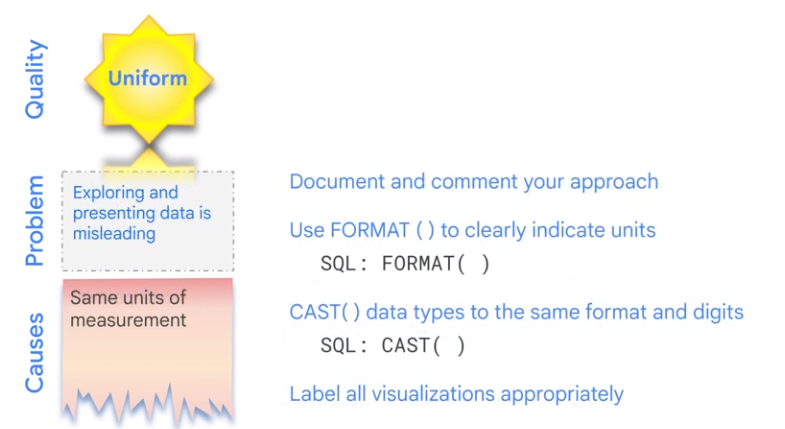 Quality
Uniform
Problem
Exploring and
presenting data is
misleading
Causes
Same units of
measurement
Document and comment your approach
Use FORMAT ( ) to clearly indicate units
SQL: FORMAT( )
CAST( ) data types to the same format and digits
SQL: CAST( )
Label all visualizations appropriately